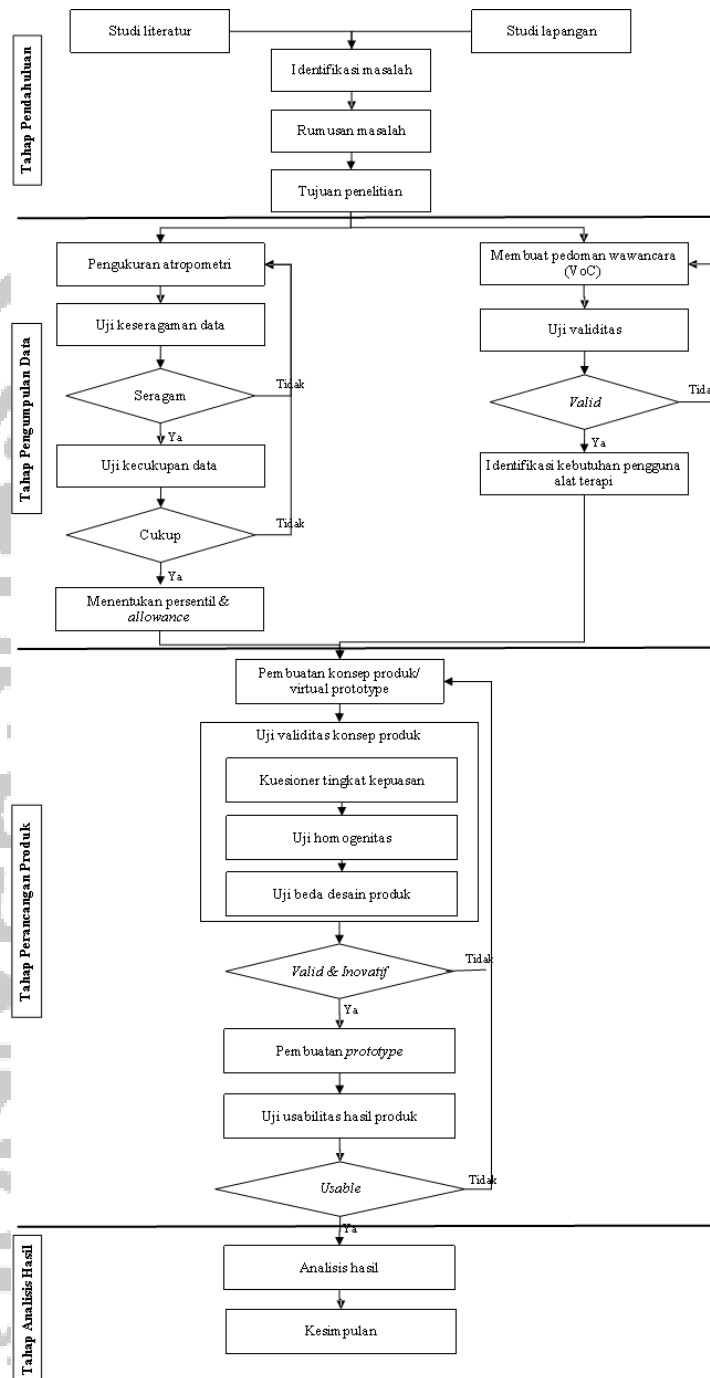 Studi literatur
Studi lapangan
Tahap Pendahuluan
Identifikasi masalah
Rumusan masalah
Tujuan penelitian
Tahap Pengumpulan Data
Pengukuran atropometri
Uji keseragaman data
Seragam
Tidak
Ya
Uji kecukupan data
Cukup
Tidak
Ya
Menentukan persentil &
allowance
Membuat pedoman wawancara
(VoC)
Uji validitas
Valid
Tidak
Ya
Identifikasi kebutuhan pengguna
alat terapi
Tahap Perancangan Produk
Pembuatan konsep produk/
virtual prototype
Uji validitas konsep produk
Kuesioner tingkat kepuasan
Uji homogenitas
Uji beda desain produk
Valid & Inovatif
Tidak
Ya
Pembuatan prototype
Uji usabilitas hasil produk
Usable
Tidak
Ya
Tahap Analisis Hasil
Analisis hasil
Kesimpulan